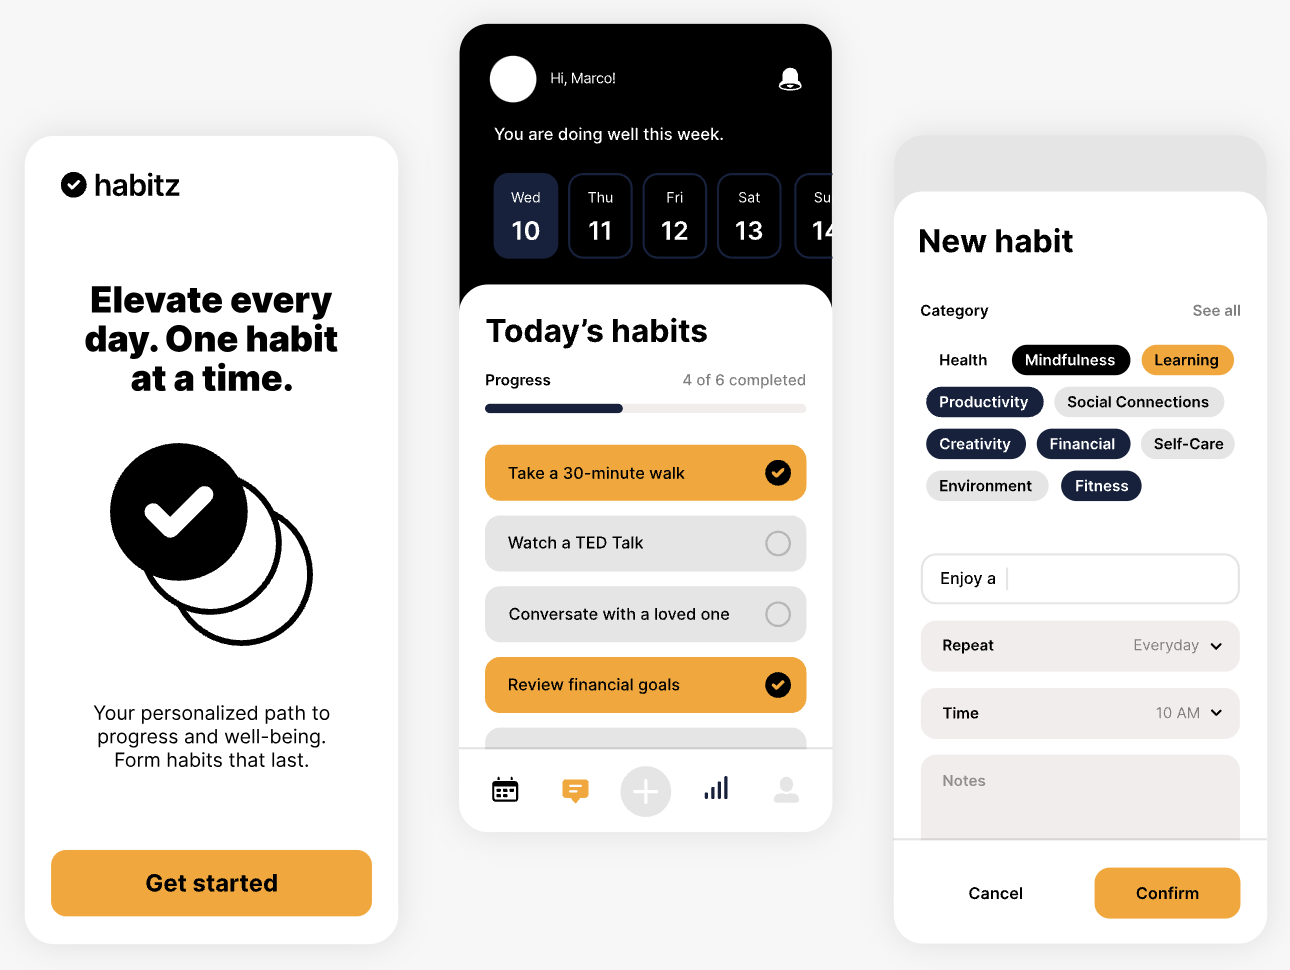 habitz
Elevate every
day. One habit
at a time.
Your personalized path to
progress and well-being.
Form habits that last.
Get started
Hi, Marco!
You are doing well this week.
Wed Thu Fri Sat Su
10 11 12 13 14
Today’s habits
Progress 4 of 6 completed
Take a 30-minute walk
Watch a TED Talk
Conversate with a loved one
Review financial goals
New habit
Category See all
Health Mindfulness Learning
Productivity Social Connections
Creativity Financial Self-Care
Environment Fitness
Enjoy a
Repeat Everyday
Time 10 AM
Notes
Cancel Confirm